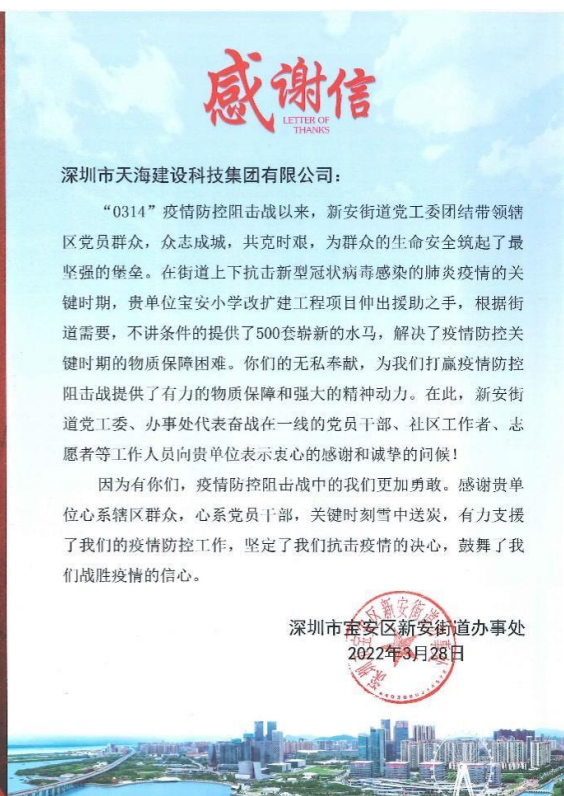 感谢信
LETTER OF
THANKS
深圳市天海建设科技集团有限公司：
“0314”疫情防控阻击战以来，新安街道党工委团结带领辖
区党员群众，众志成城，共克时艰，为群众的生命安全筑起了最
坚强的堡垒。在街道上下抗击新型冠状病毒感染的肺炎疫情的关
键时期，贵单位宝安小学改扩建工程项目伸出援助之手，根据街
道需要，不讲条件的提供了500套崭新的水马，解决了疫情防控关
键时期的物质保障困难。你们的无私奉献，为我们打赢疫情防控
阻击战提供了有力的物质保障和强大的精神动力。在此，新安街
道党工委、办事处代表奋战在一线的党员干部、社区工作者、志
愿者等工作人员向贵单位表示衷心的感谢和诚挚的问候！
因为有你们，疫情防控阻击战中的我们更加勇敢。感谢贵单
位心系辖区群众，心系党员干部，关键时刻雪中送炭，有力支援
了我们的疫情防控工作，坚定了我们抗击疫情的决心，鼓舞了我
们战胜疫情的信心。
深圳市宝安区新安街道办事处
2022年3月28日